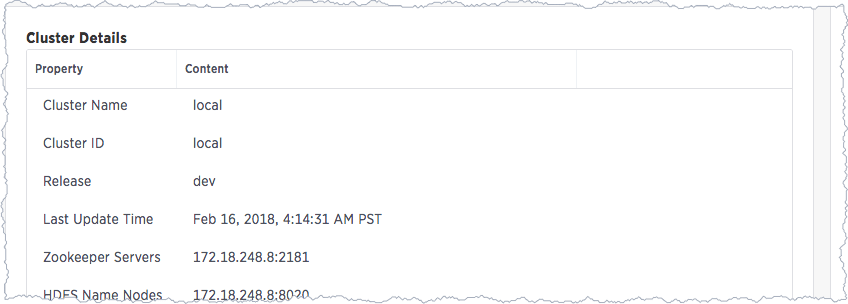 Cluster Details
Property Content
Cluster Name local
Cluster ID local
Release dev
Last Update Time Feb 16, 2018, 4:14:31 AM PST
Zookeeper Servers 172.18.248.8:2181
HDFS Name Nodes 172.18.248.8:8020